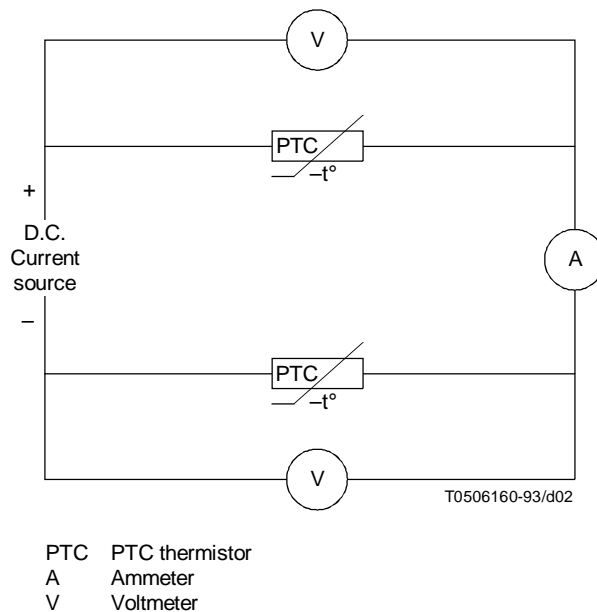 V
PTC
–t°
+
D.C.
Current
source
A
–
PTC
–t°
V
T0506160-93/d02
PTC PTC thermistor
A Ammeter
V Voltmeter